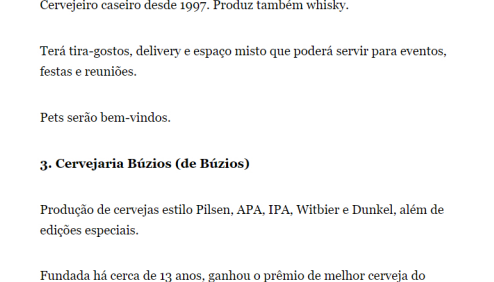 Cervejeiro caseiro desde 1997. Produz também whisky.
Terá tira-gostos, delivery e espaço misto que poderá servir para eventos,
festas e reuniões.
Pets serão bem-vindos.
3. Cervejaria Búzios (de Búzios)
Produção de cervejas estilo Pilsen, APA, IPA, Witbier e Dunkel, além de
edições especiais.
Fundada há cerca de 13 anos, ganhou o prêmio de melhor cerveja do